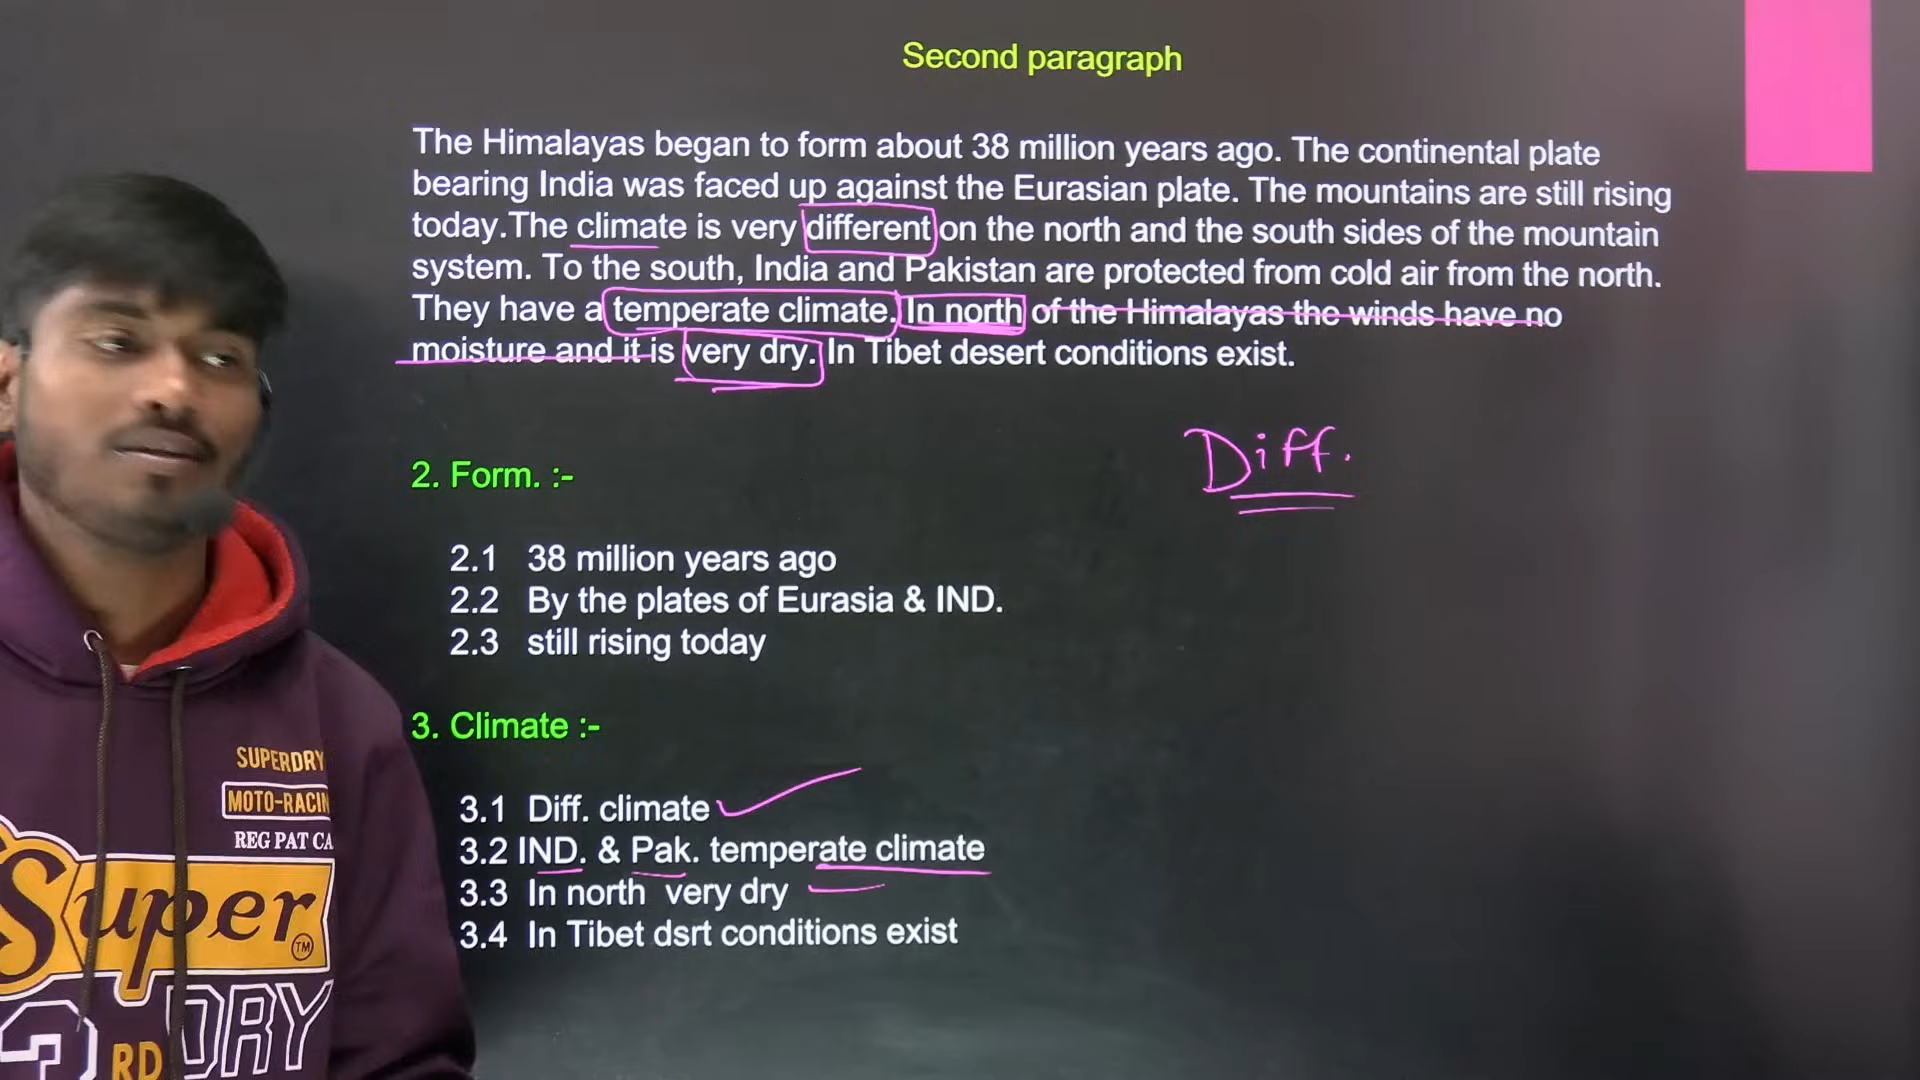 Second paragraph
The Himalayas began to form about 38 million years ago. The continental plate
bearing India was faced up against the Eurasian plate. The mountains are still rising
today.The climate is very different on the north and the south sides of the mountain
system. To the south, India and Pakistan are protected from cold air from the north.
They have a temperate climate. In north of the Himalayas the winds have no
moisture and it is very dry. In Tibet desert conditions exist.
Diff.
2. Form. :-
2.1 38 million years ago
2.2 By the plates of Eurasia & IND.
2.3 still rising today
3. Climate :-
3.1 Diff. climate
3.2 IND. & Pak. temperate climate
3.3 In north very dry
3.4 In Tibet dsrt conditions exist
SUPERDRY
MOTO-RACIN
REG PAT CA
Super
TM
3RD DRY